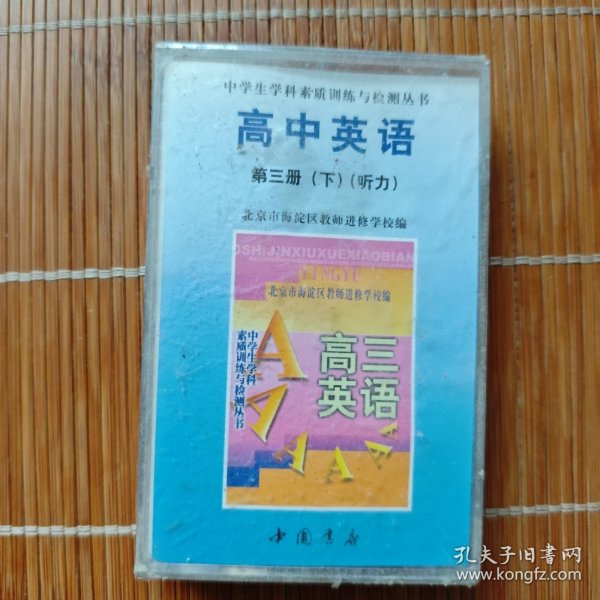 中学生学科素质训练与检测丛书
高中英语
第三册（下）（听力）
北京市海淀区教师进修学校编
OSHIJINXIUXUEXIAOBIAN
YINGYU
北京市海淀区教师进修学校编
中学生学科
素质训练与检测丛书
高三
英语
A
A
A
A
A
A
A
中国书店
孔夫子旧书网
www.kongfz.com